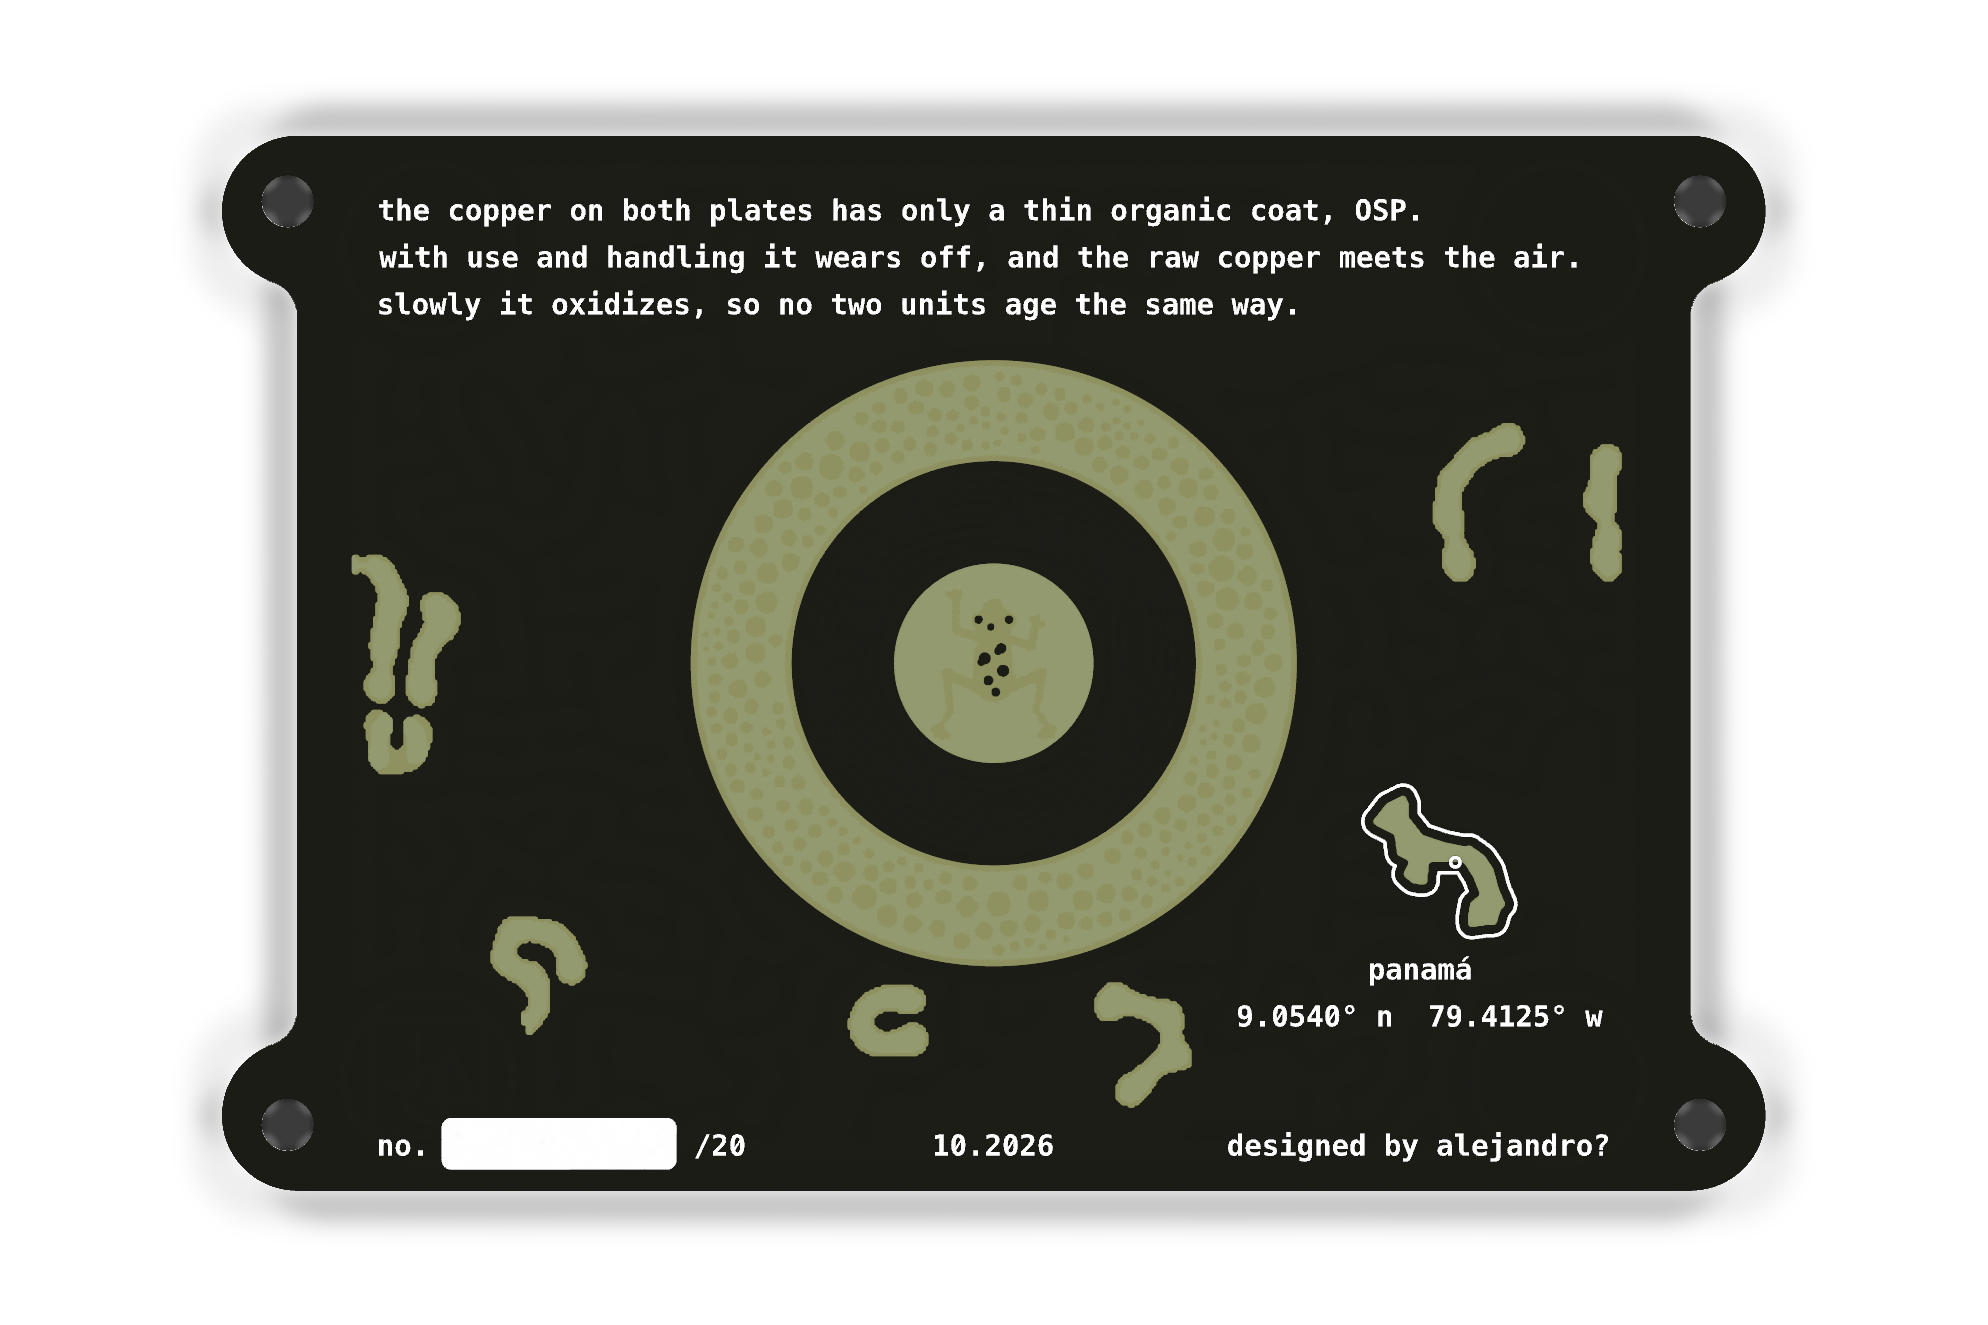 the copper on both plates has only a thin organic coat, OSP.
with use and handling it wears off, and the raw copper meets the air.
slowly it oxidizes, so no two units age the same way.
panamá
9.0540° n 79.4125° w
no. /20
10.2026
designed by alejandro?